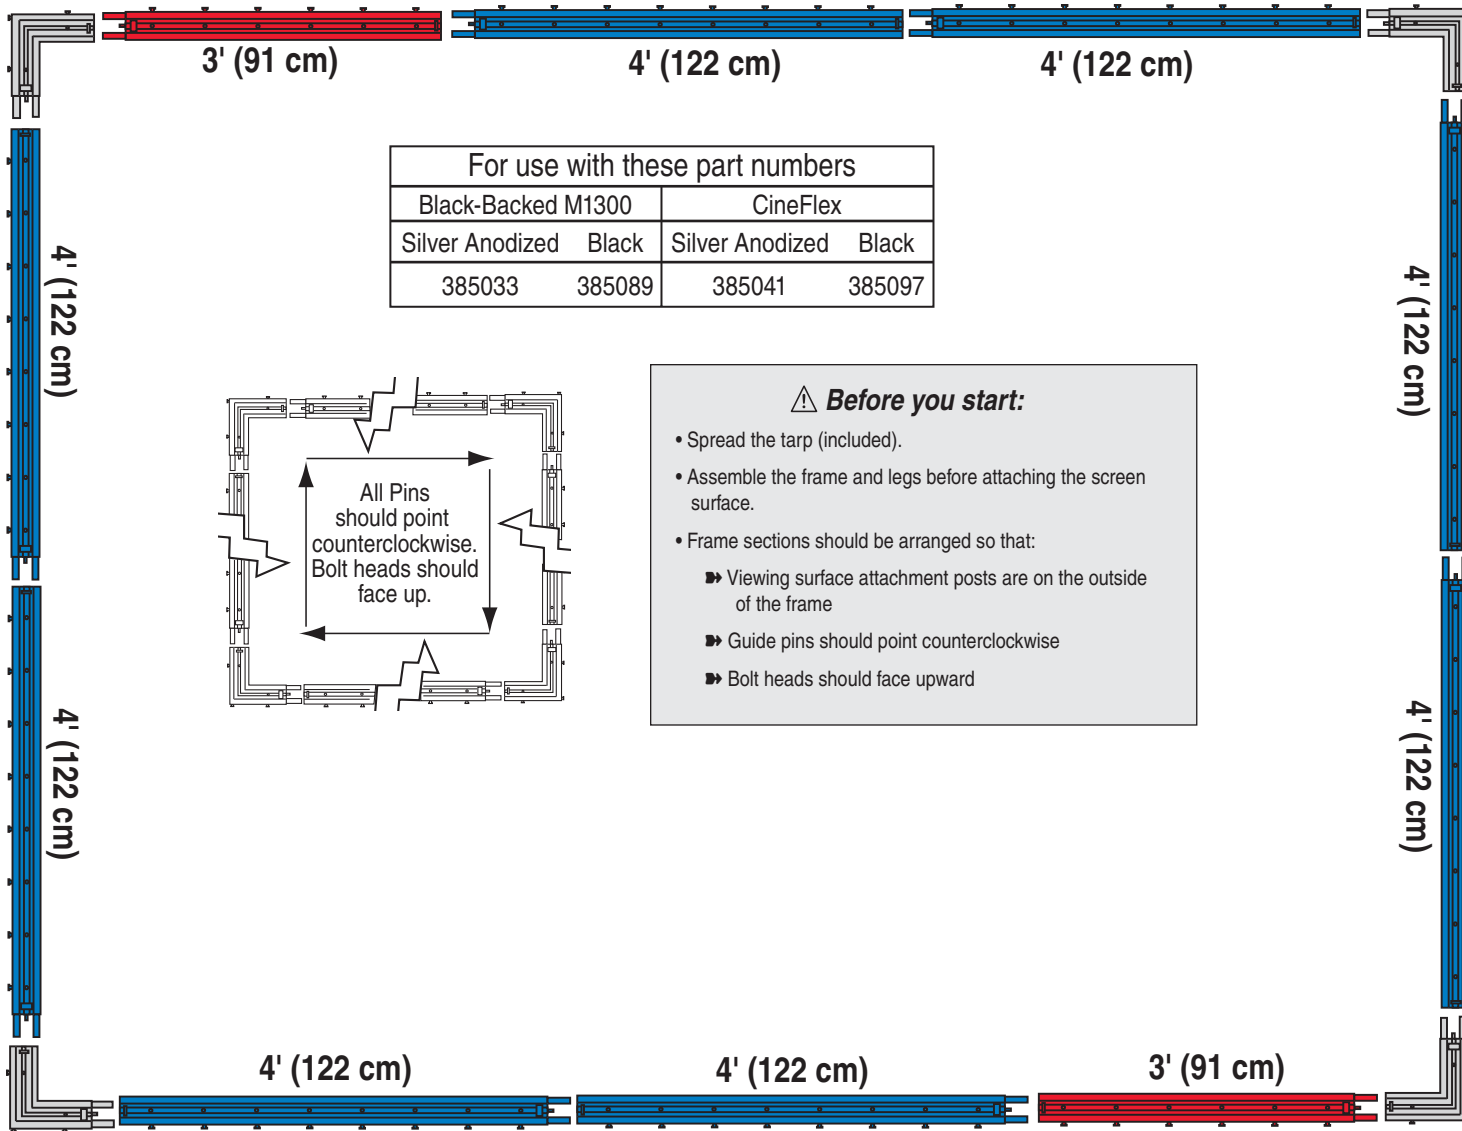 3' (91 cm)
4' (122 cm)
4' (122 cm)
For use with these part numbers
Black-Backed M1300 CineFlex
Silver Anodized Black Silver Anodized Black
385033 385089 385041 385097
4' (122 cm)
4' (122 cm)
⚠ Before you start:
• Spread the tarp (included).
• Assemble the frame and legs before attaching the screen
surface.
• Frame sections should be arranged so that:
➽ Viewing surface attachment posts are on the outside
of the frame
➽ Guide pins should point counterclockwise
➽ Bolt heads should face upward
All Pins
should point
counterclockwise.
Bolt heads should
face up.
4' (122 cm)
4' (122 cm)
4' (122 cm)
4' (122 cm)
3' (91 cm)